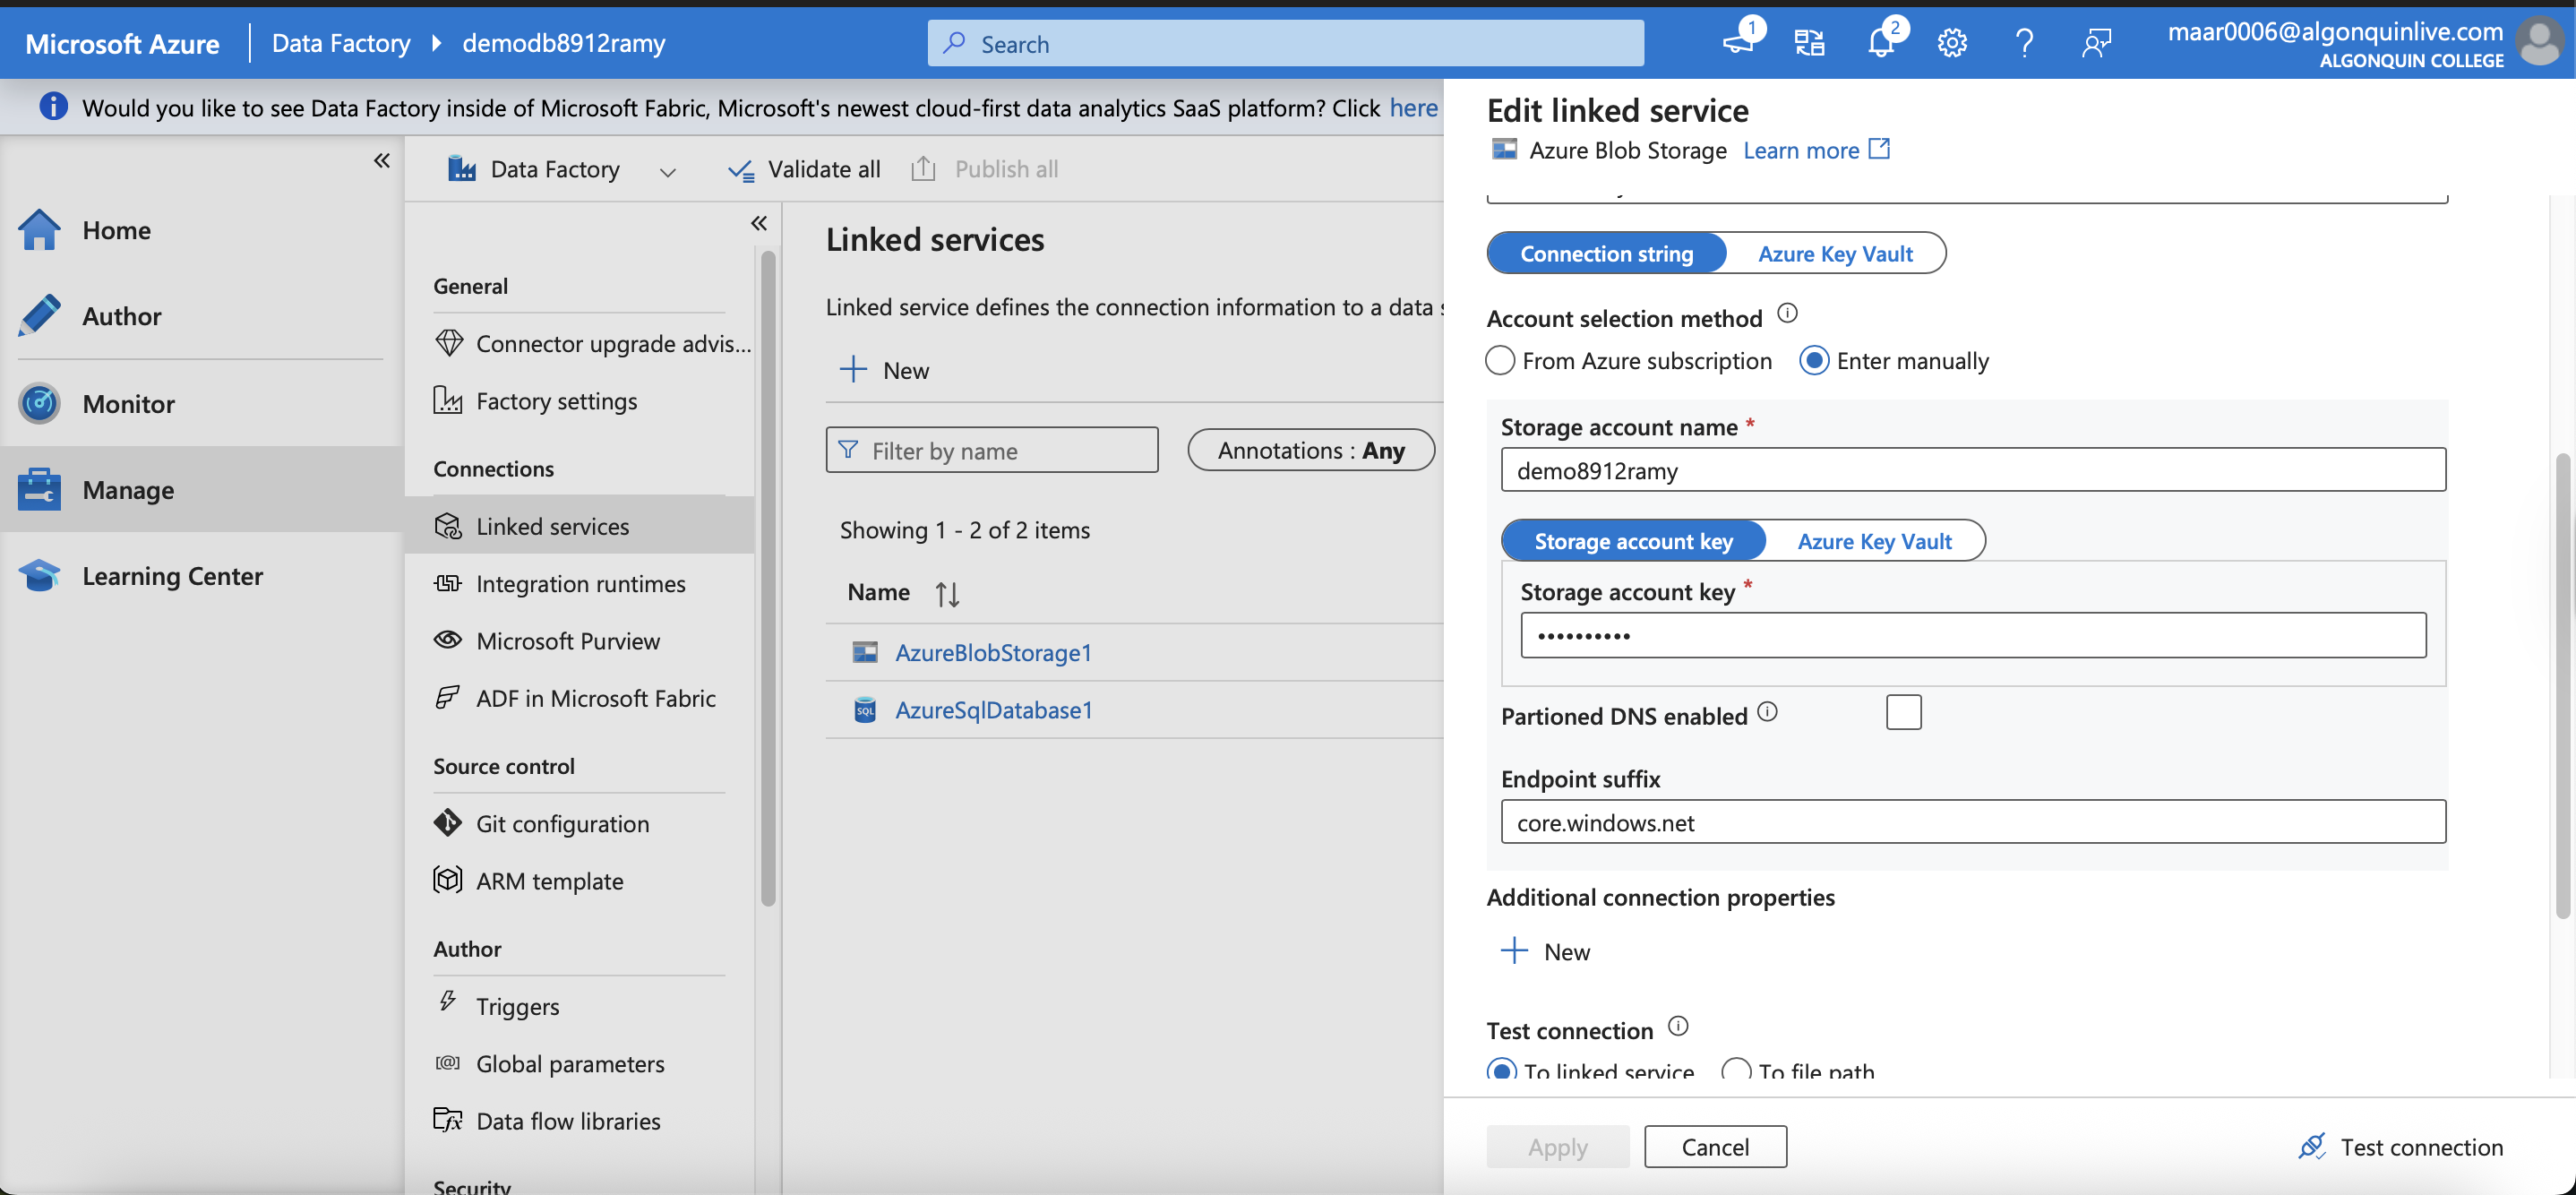 Microsoft Azure
Data Factory
demodb8912ramy
Search
1
2
maar0006@algonquinlive.com
ALGONQUIN COLLEGE
Would you like to see Data Factory inside of Microsoft Fabric, Microsoft's newest cloud-first data analytics SaaS platform? Click here
Home
Author
Monitor
Manage
Learning Center
Data Factory
Validate all
Publish all
General
Connector upgrade advis...
Factory settings
Connections
Linked services
Integration runtimes
Microsoft Purview
ADF in Microsoft Fabric
Source control
Git configuration
ARM template
Author
Triggers
Global parameters
Data flow libraries
Security
Linked services
Linked service defines the connection information to a data s
New
Filter by name
Annotations : Any
Showing 1 - 2 of 2 items
Name
AzureBlobStorage1
SQL
AzureSqlDatabase1
Edit linked service
Azure Blob Storage Learn more
Connection string
Azure Key Vault
Account selection method
From Azure subscription
Enter manually
Storage account name *
demo8912ramy
Storage account key
Azure Key Vault
Storage account key *
••••••••••
Partioned DNS enabled
Endpoint suffix
core.windows.net
Additional connection properties
New
Test connection
To linked service
To file path
Apply
Cancel
Test connection